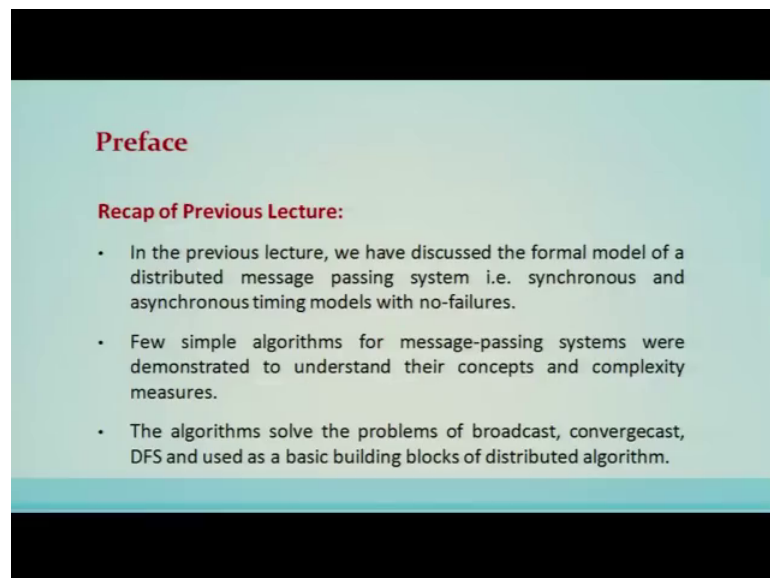 Preface
Recap of Previous Lecture:
• In the previous lecture, we have discussed the formal model of a
distributed message passing system i.e. synchronous and
asynchronous timing models with no-failures.
• Few simple algorithms for message-passing systems were
demonstrated to understand their concepts and complexity
measures.
• The algorithms solve the problems of broadcast, convergecast,
DFS and used as a basic building blocks of distributed algorithm.